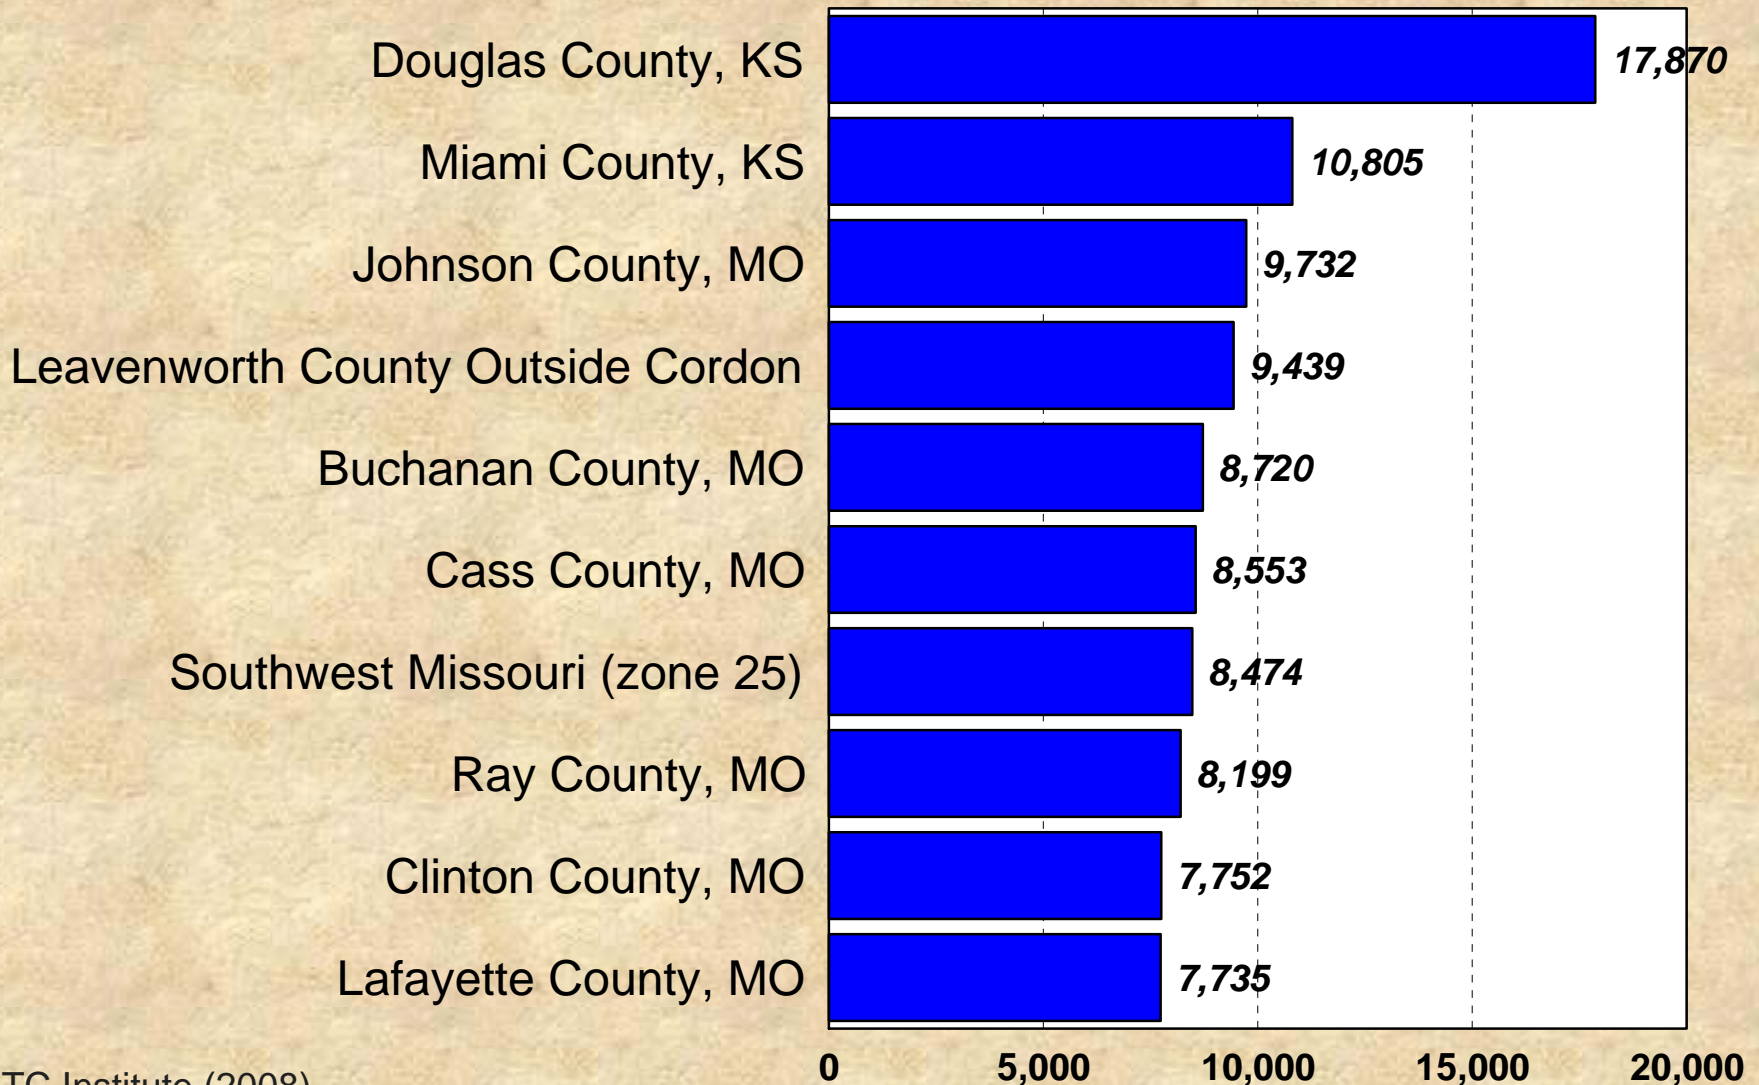 Douglas County, KS 17,870
Miami County, KS 10,805
Johnson County, MO 9,732
Leavenworth County Outside Cordon 9,439
Buchanan County, MO 8,720
Cass County, MO 8,553
Southwest Missouri (zone 25) 8,474
Ray County, MO 8,199
Clinton County, MO 7,752
Lafayette County, MO 7,735
0 5,000 10,000 15,000 20,000
TC Institute (2008)